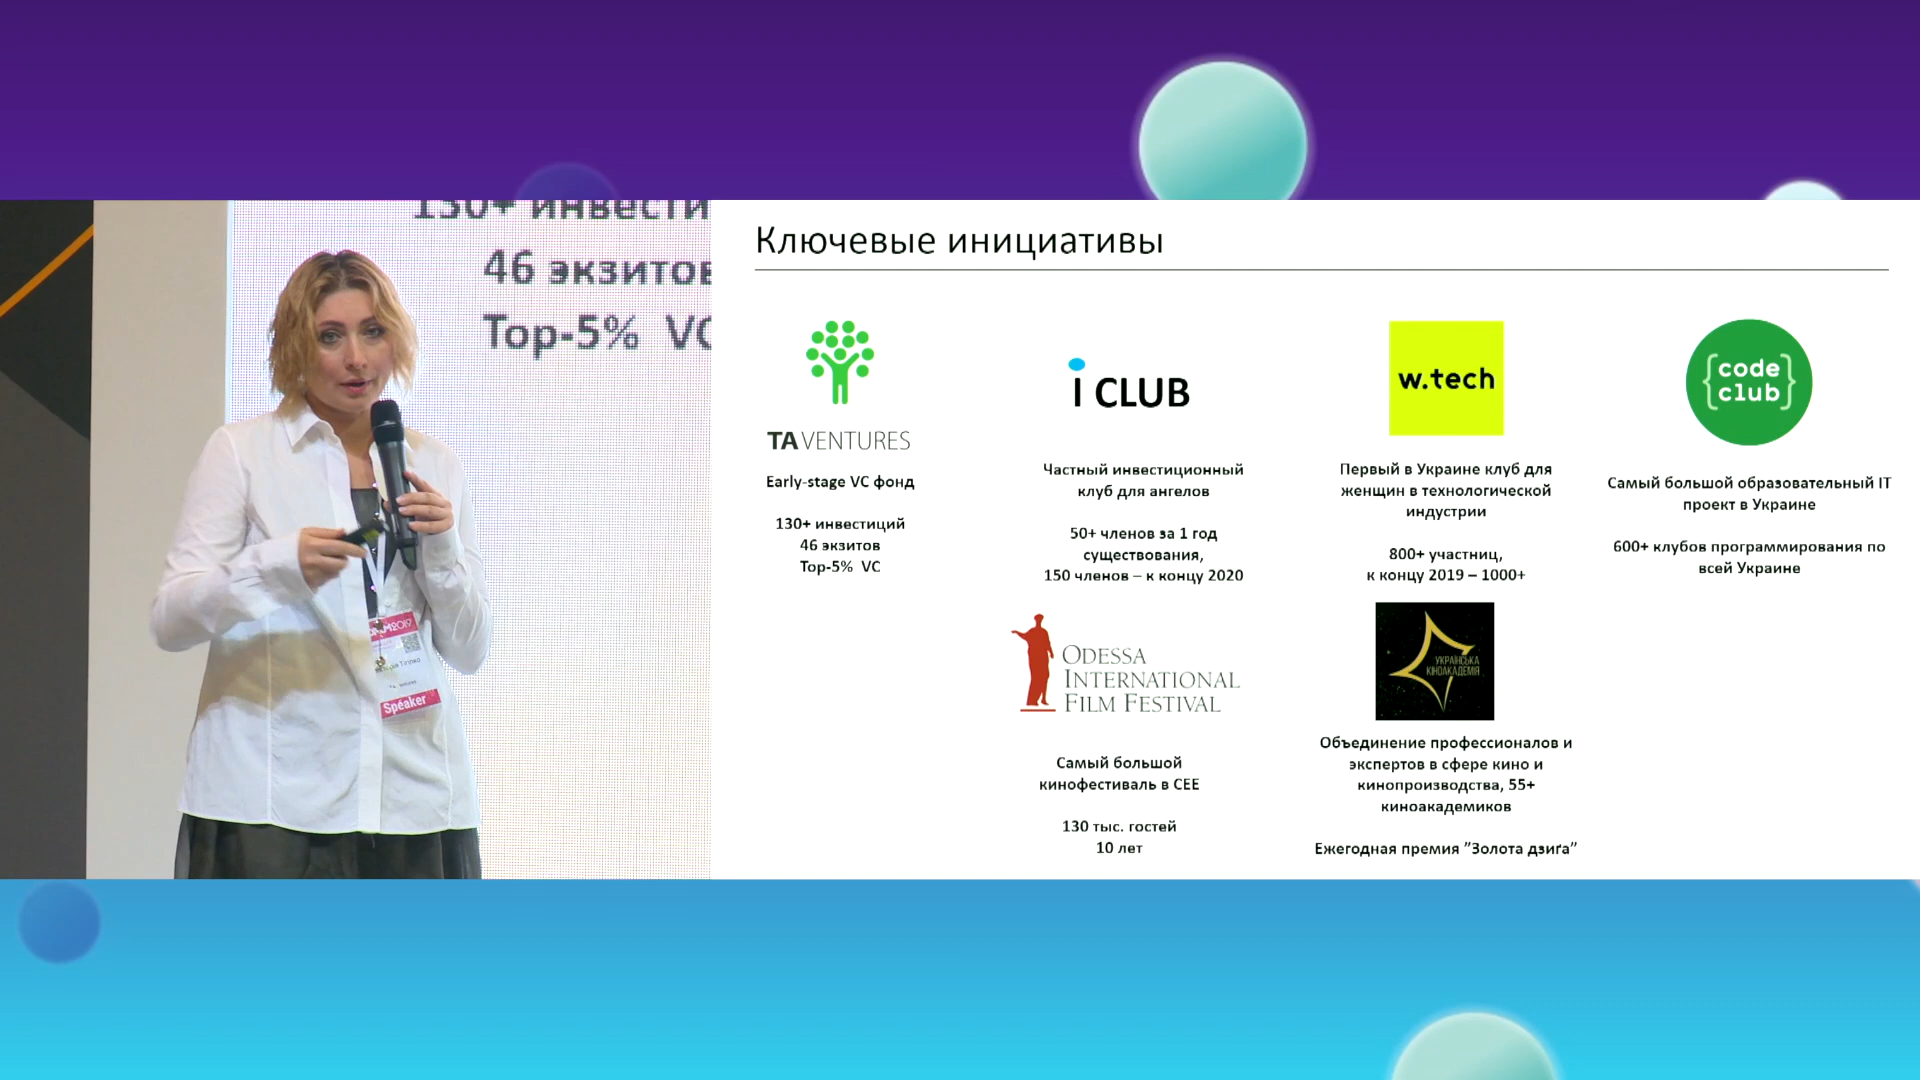 130+ инвести
46 экзитов
Top-5% VC
2019
Speaker
Ключевые инициативы
TA VENTURES
Early-stage VC фонд
130+ инвестиций
46 экзитов
Top-5% VC
i CLUB
Частный инвестиционный
клуб для ангелов
50+ членов за 1 год
существования,
150 членов – к концу 2020
w.tech
Первый в Украине клуб для
женщин в технологической
индустрии
800+ участниц,
к концу 2019 – 1000+
{code
club}
Самый большой образовательный IT
проект в Украине
600+ клубов программирования по
всей Украине
ODESSA
INTERNATIONAL
FILM FESTIVAL
Самый большой
кинофестиваль в CEE
130 тыс. гостей
10 лет
УКРАЇНСЬКА
КІНОАКАДЕМІЯ
Объединение профессионалов и
экспертов в сфере кино и
кинопроизводства, 55+
киноакадемиков
Ежегодная премия ”Золота дзиґа”